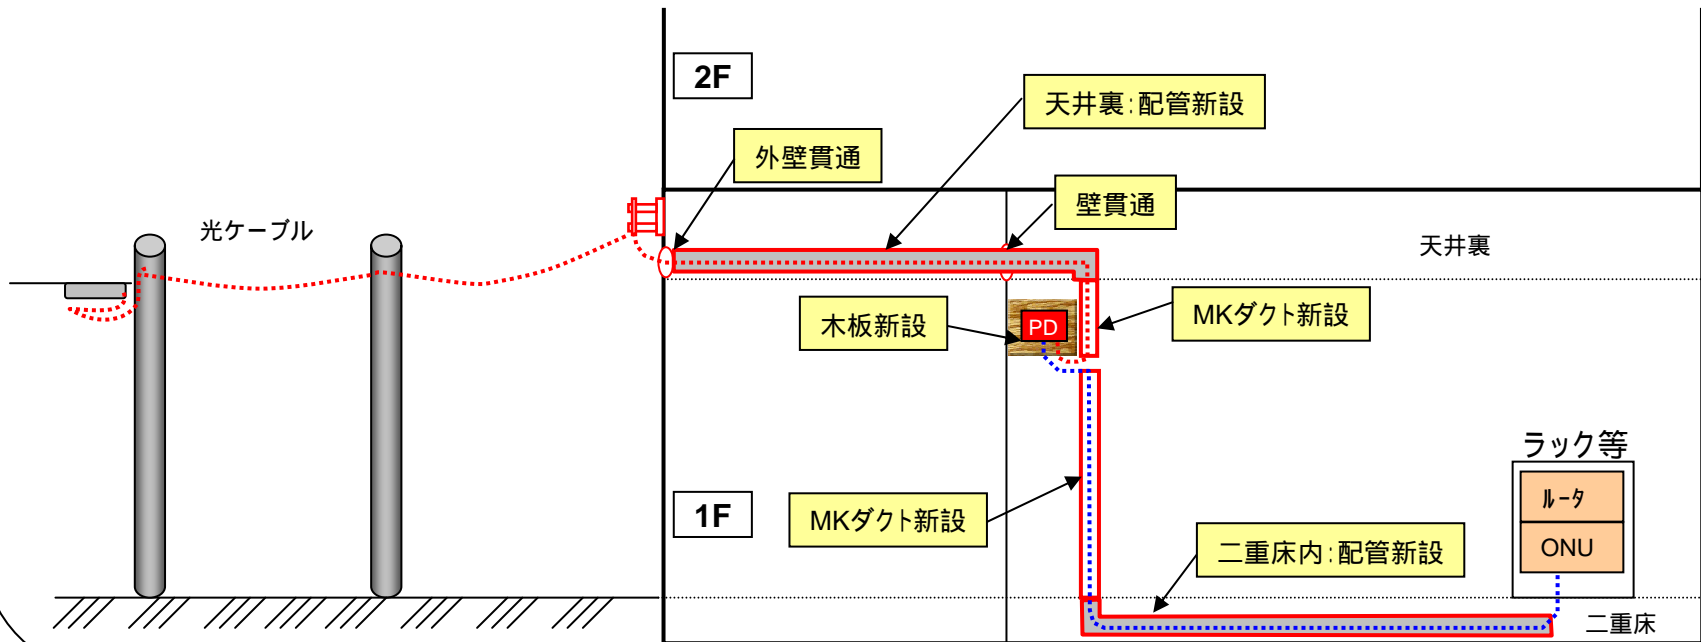 2F
天井裏:配管新設
外壁貫通
壁貫通
光ケーブル
天井裏
木板新設
PD
MKダクト新設
ラック等
ルータ
1F
MKダクト新設
二重床内:配管新設
ONU
二重床